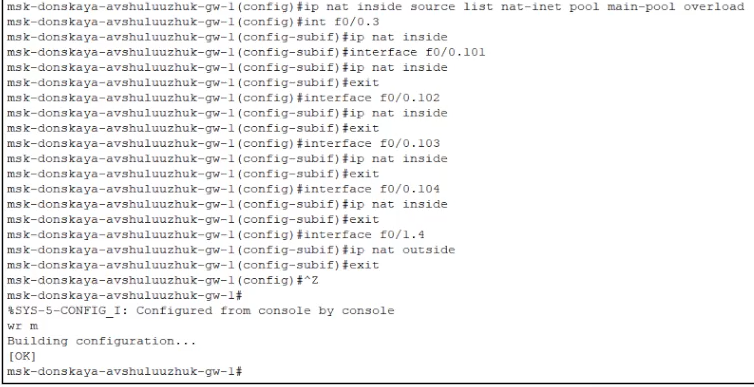 msk-donskaya-avshuluuzhuk-gw-1(config)#ip nat inside source list nat-inet pool main-pool overload
msk-donskaya-avshuluuzhuk-gw-1(config)#int f0/0.3
msk-donskaya-avshuluuzhuk-gw-1(config-subif)#ip nat inside
msk-donskaya-avshuluuzhuk-gw-1(config-subif)#interface f0/0.101
msk-donskaya-avshuluuzhuk-gw-1(config-subif)#ip nat inside
msk-donskaya-avshuluuzhuk-gw-1(config-subif)#exit
msk-donskaya-avshuluuzhuk-gw-1(config)#interface f0/0.102
msk-donskaya-avshuluuzhuk-gw-1(config-subif)#ip nat inside
msk-donskaya-avshuluuzhuk-gw-1(config-subif)#exit
msk-donskaya-avshuluuzhuk-gw-1(config)#interface f0/0.103
msk-donskaya-avshuluuzhuk-gw-1(config-subif)#ip nat inside
msk-donskaya-avshuluuzhuk-gw-1(config-subif)#exit
msk-donskaya-avshuluuzhuk-gw-1(config)#interface f0/0.104
msk-donskaya-avshuluuzhuk-gw-1(config-subif)#ip nat inside
msk-donskaya-avshuluuzhuk-gw-1(config-subif)#exit
msk-donskaya-avshuluuzhuk-gw-1(config)#interface f0/1.4
msk-donskaya-avshuluuzhuk-gw-1(config-subif)#ip nat outside
msk-donskaya-avshuluuzhuk-gw-1(config-subif)#exit
msk-donskaya-avshuluuzhuk-gw-1(config)#^Z
msk-donskaya-avshuluuzhuk-gw-1#
%SYS-5-CONFIG_I: Configured from console by console
wr m
Building configuration...
[OK]
msk-donskaya-avshuluuzhuk-gw-1#